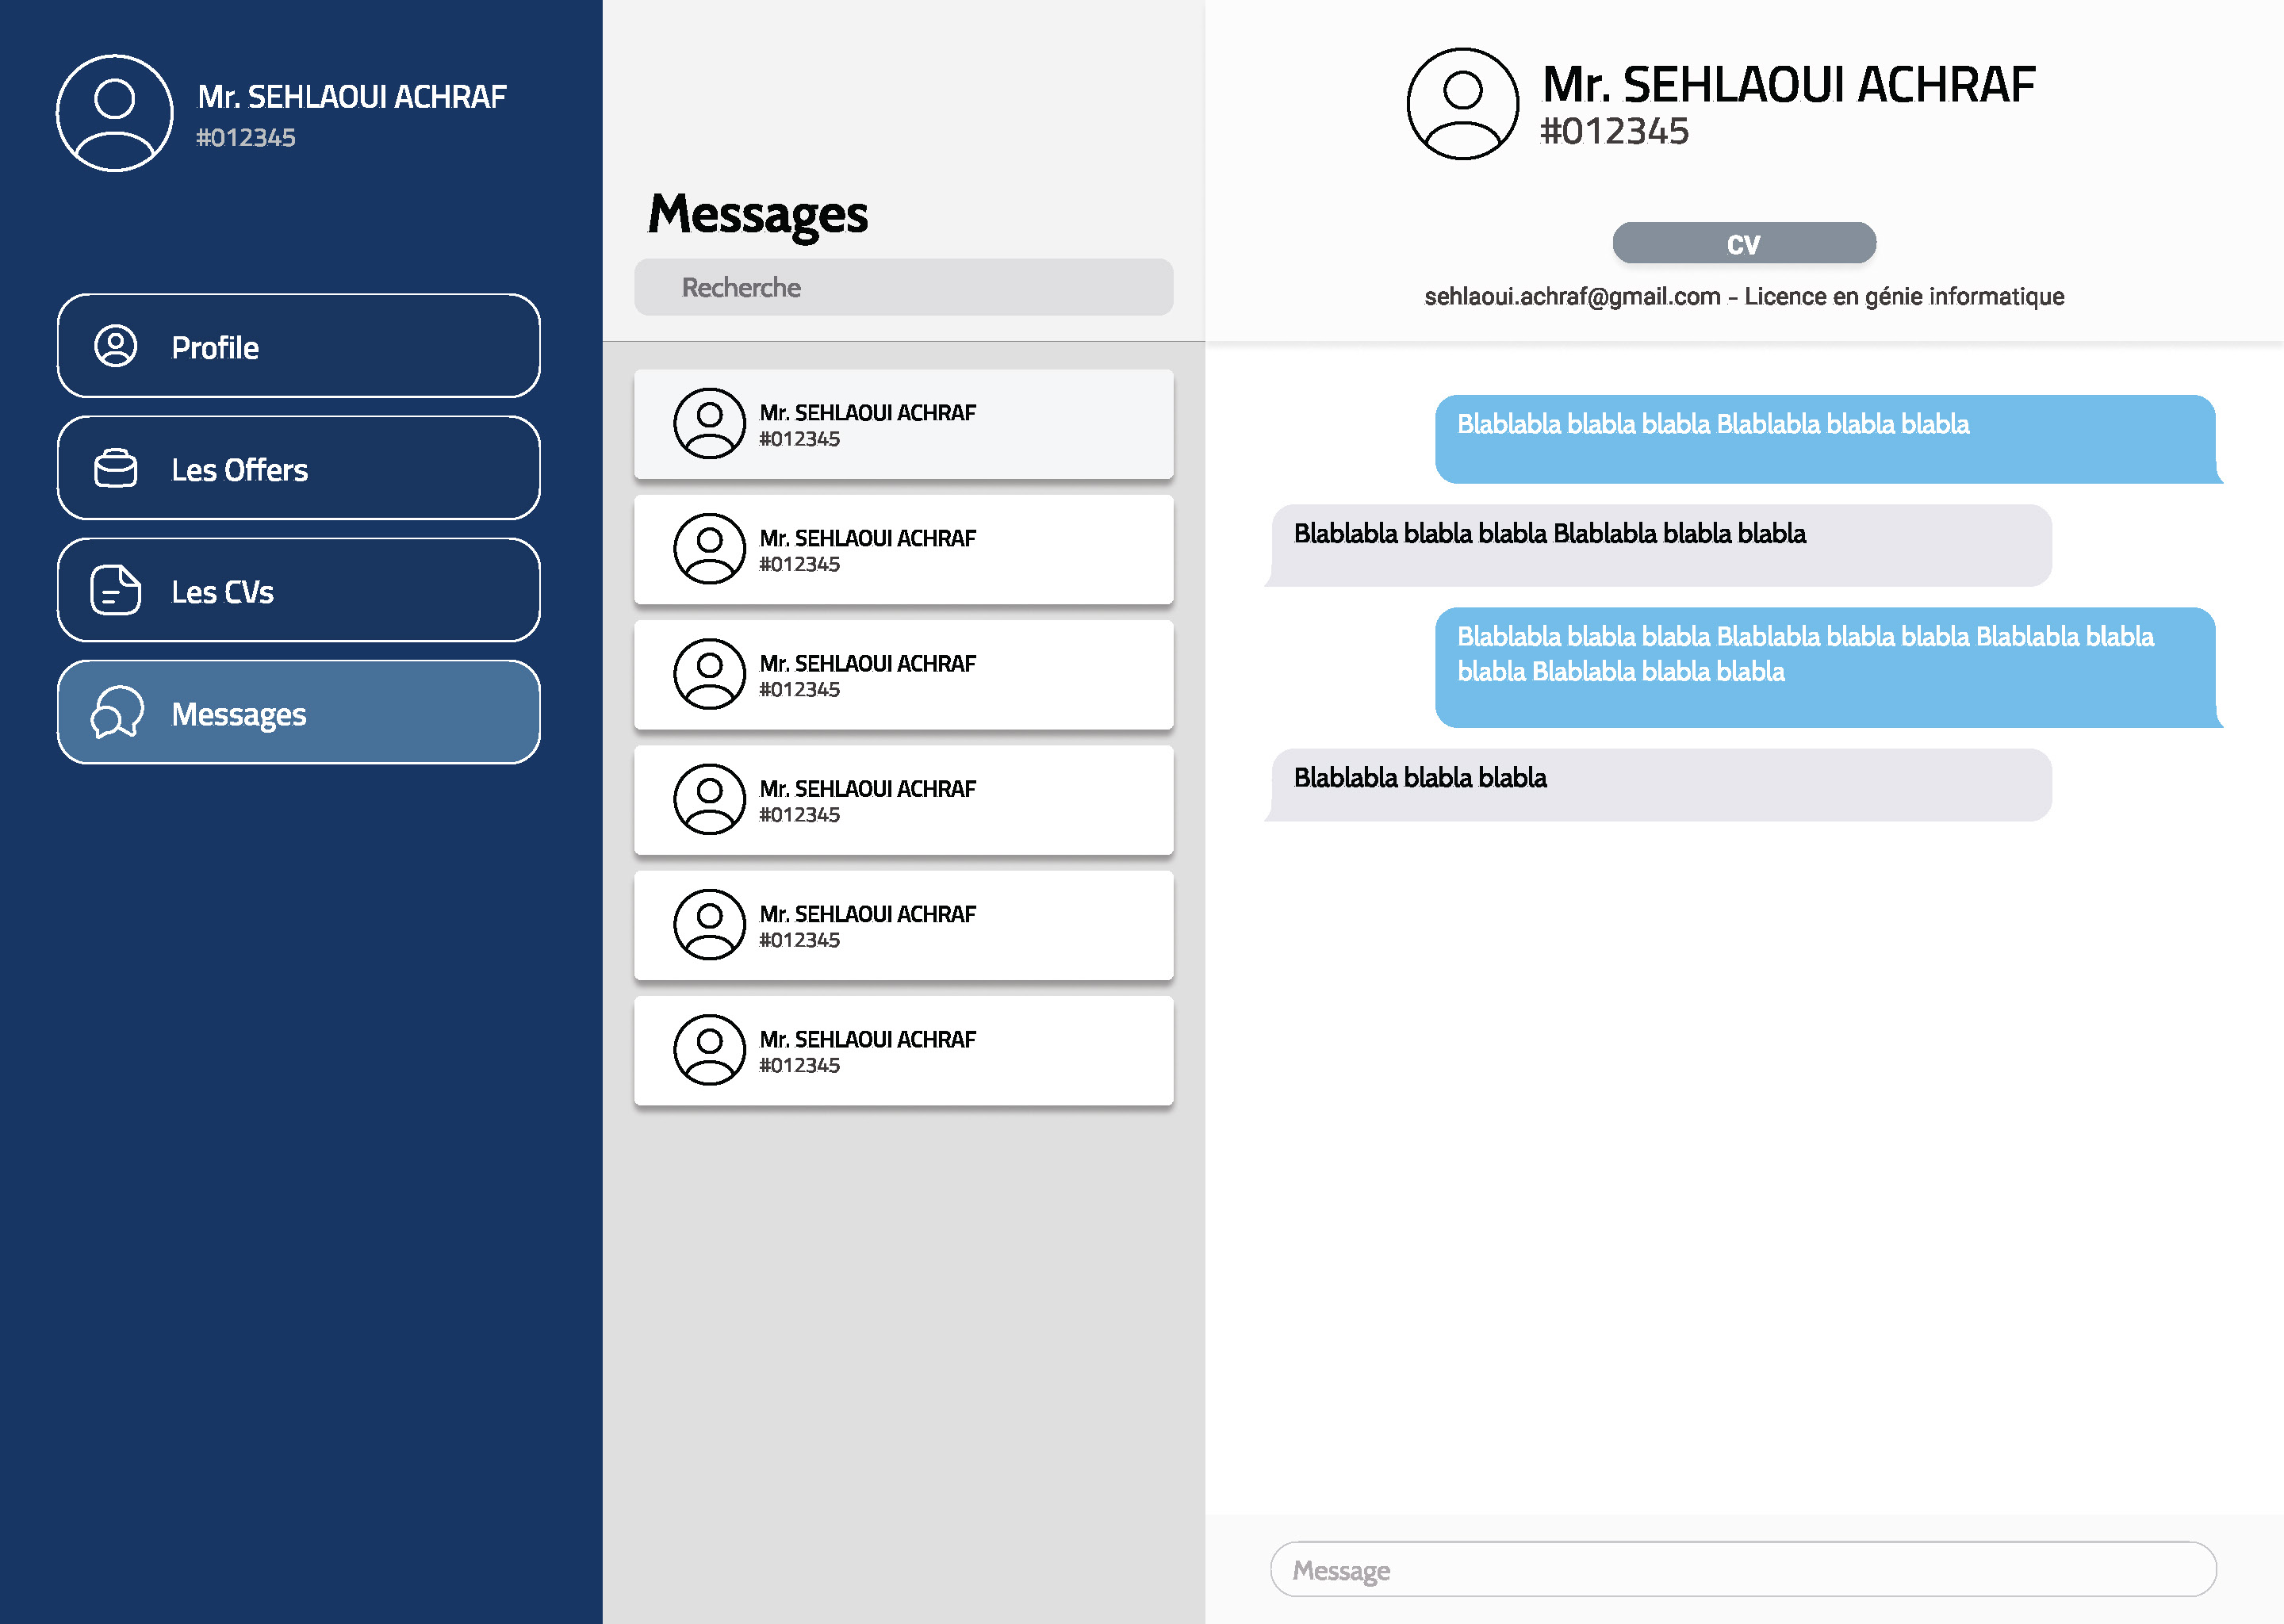 Mr. SEHLAOUI ACHRAF
#012345
Profile
Les Offers
Les CVs
Messages
Messages
Recherche
Mr. SEHLAOUI ACHRAF
#012345
Mr. SEHLAOUI ACHRAF
#012345
Mr. SEHLAOUI ACHRAF
#012345
Mr. SEHLAOUI ACHRAF
#012345
Mr. SEHLAOUI ACHRAF
#012345
Mr. SEHLAOUI ACHRAF
#012345
Mr. SEHLAOUI ACHRAF
#012345
CV
sehlaoui.achraf@gmail.com - Licence en génie informatique
Blablabla blabla blabla Blablabla blabla blabla
Blablabla blabla blabla Blablabla blabla blabla
Blablabla blabla blabla Blablabla blabla blabla Blablabla blabla
blabla Blablabla blabla blabla
Blablabla blabla blabla
Message